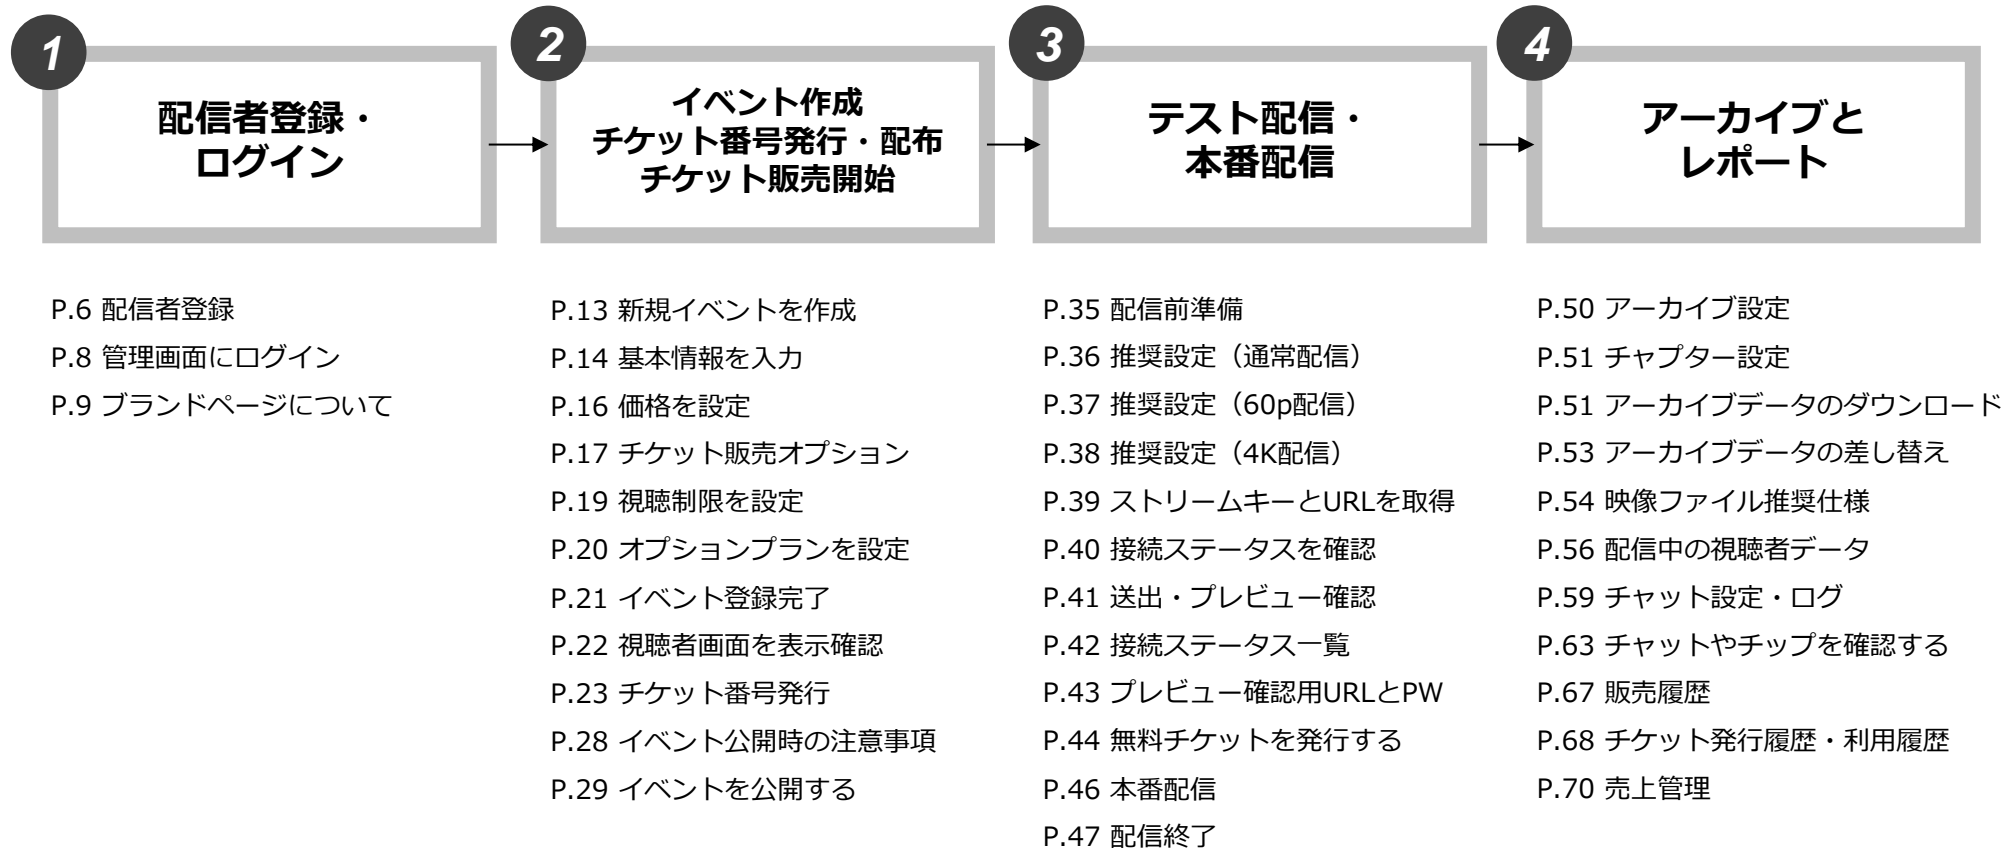 1
配信者登録・
ログイン
P.6 配信者登録
P.8 管理画面にログイン
P.9 ブランドページについて
2
イベント作成
チケット番号発行・配布
チケット販売開始
P.13 新規イベントを作成
P.14 基本情報を入力
P.16 価格を設定
P.17 チケット販売オプション
P.19 視聴制限を設定
P.20 オプションプランを設定
P.21 イベント登録完了
P.22 視聴者画面を表示確認
P.23 チケット番号発行
P.28 イベント公開時の注意事項
P.29 イベントを公開する
3
テスト配信・
本番配信
P.35 配信前準備
P.36 推奨設定（通常配信）
P.37 推奨設定（60p配信）
P.38 推奨設定（4K配信）
P.39 ストリームキーとURLを取得
P.40 接続ステータスを確認
P.41 送出・プレビュー確認
P.42 接続ステータス一覧
P.43 プレビュー確認用URLとPW
P.44 無料チケットを発行する
P.46 本番配信
P.47 配信終了
4
アーカイブと
レポート
P.50 アーカイブ設定
P.51 チャプター設定
P.51 アーカイブデータのダウンロード
P.53 アーカイブデータの差し替え
P.54 映像ファイル推奨仕様
P.56 配信中の視聴者データ
P.59 チャット設定・ログ
P.63 チャットやチップを確認する
P.67 販売履歴
P.68 チケット発行履歴・利用履歴
P.70 売上管理